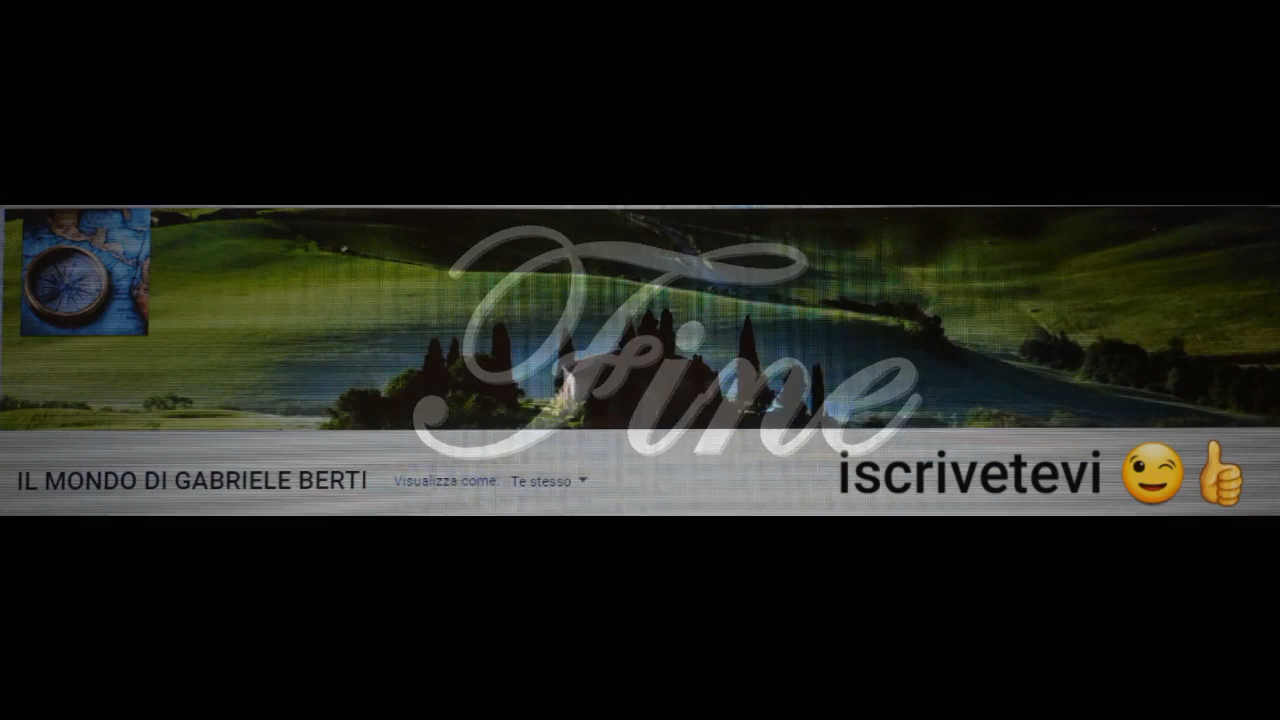 Fine
IL MONDO DI GABRIELE BERTI Visualizza come: Te stesso
iscrivetevi 😉👍